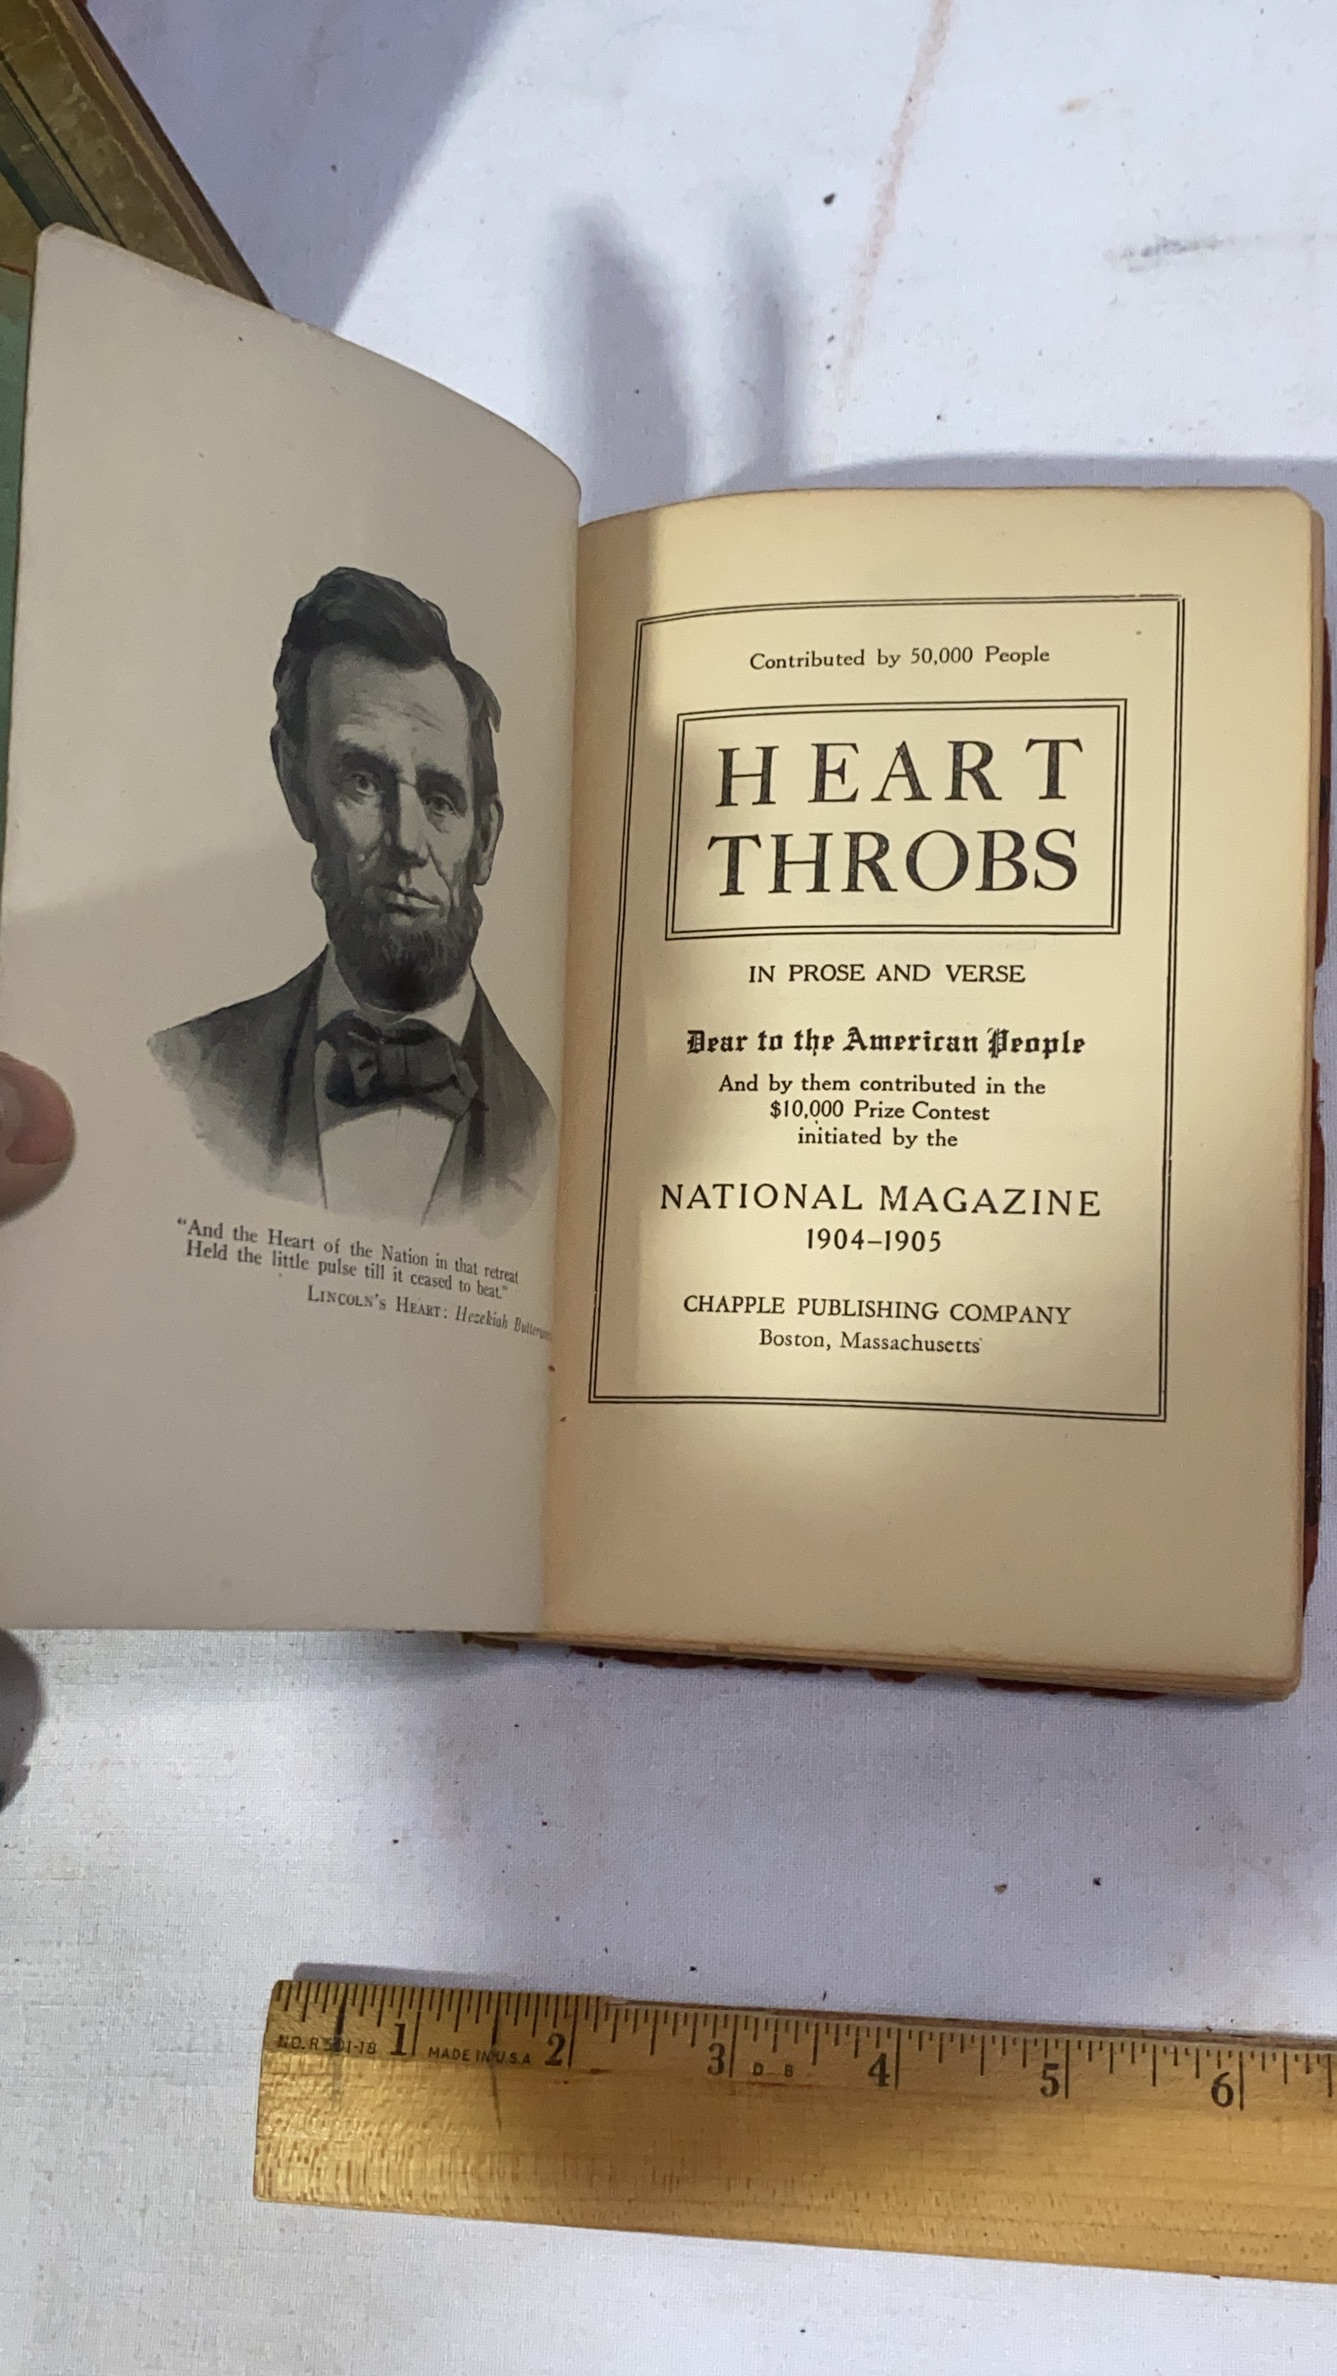 "And the Heart of the Nation in that retreat
Held the little pulse till it ceased to beat."
LINCOLN'S HEART: Hezekiah
Contributed by 50,000 People
HEART
THROBS
IN PROSE AND VERSE
Dear to the American People
And by them contributed in the
$10,000 Prize Contest
initiated by the
NATIONAL MAGAZINE
1904–1905
CHAPPLE PUBLISHING COMPANY
Boston, Massachusetts
1 2 3 4 5 6
MADE IN U.S.A. D B